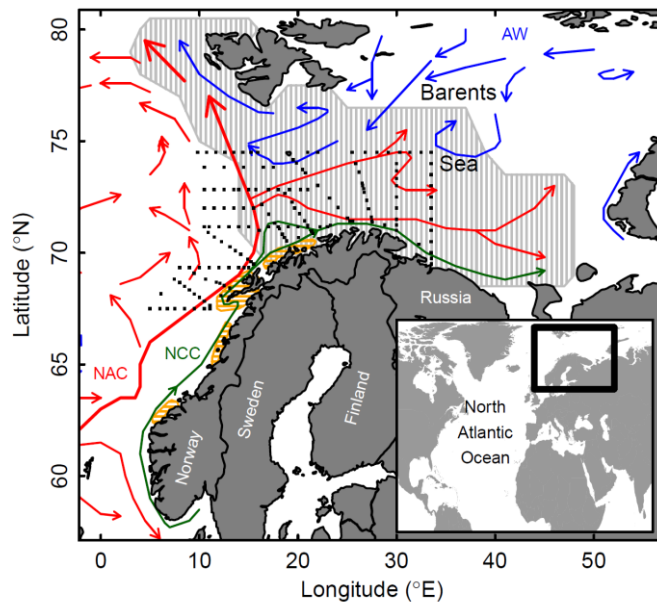 80
AW
Barents
75
Sea
70
Latitude (°N)
Russia
65
NAC
NCC
Sweden
Finland
Norway
60
North
Atlantic
Ocean
0
10
20
30
40
50
Longitude (°E)